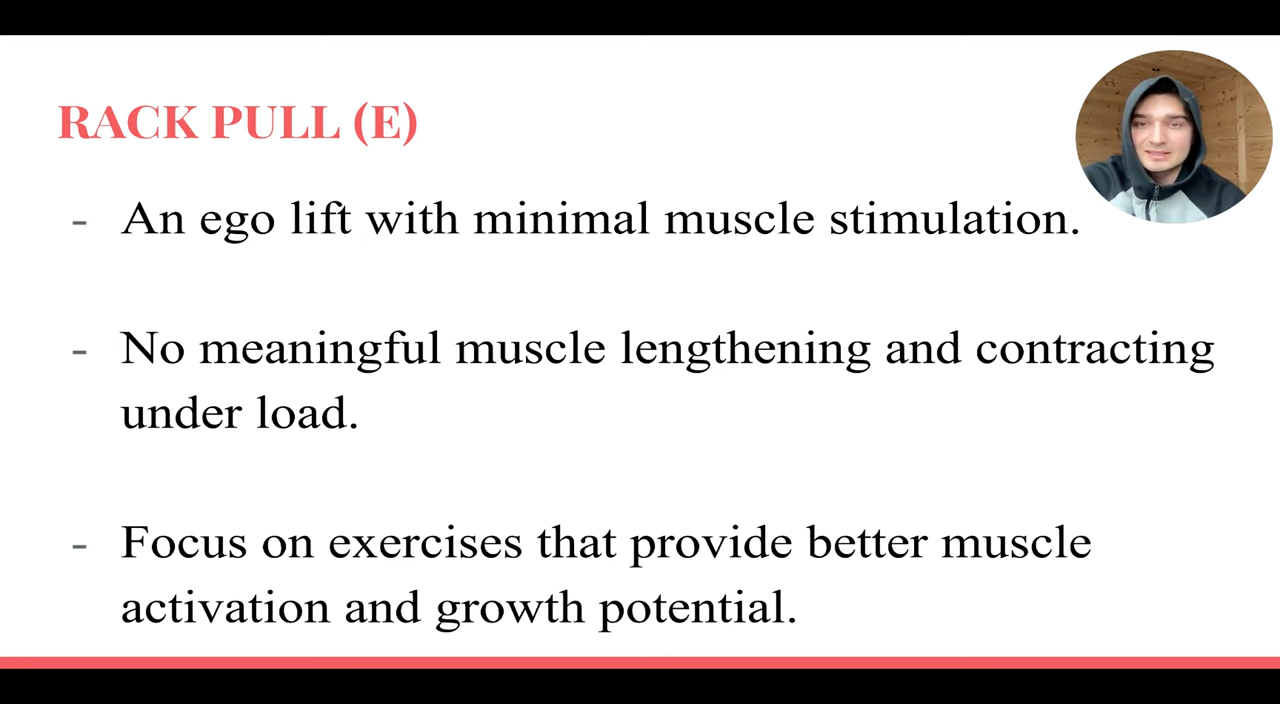 RACK PULL (E)
- An ego lift with minimal muscle stimulation.
- No meaningful muscle lengthening and contracting
under load.
- Focus on exercises that provide better muscle
activation and growth potential.